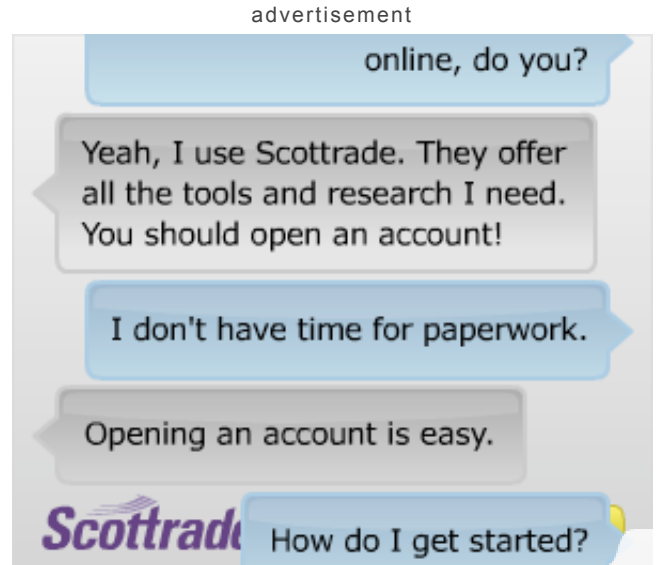 advertisement
online, do you?
Yeah, I use Scottrade. They offer
all the tools and research I need.
You should open an account!
I don't have time for paperwork.
Opening an account is easy.
Scottrade
How do I get started?